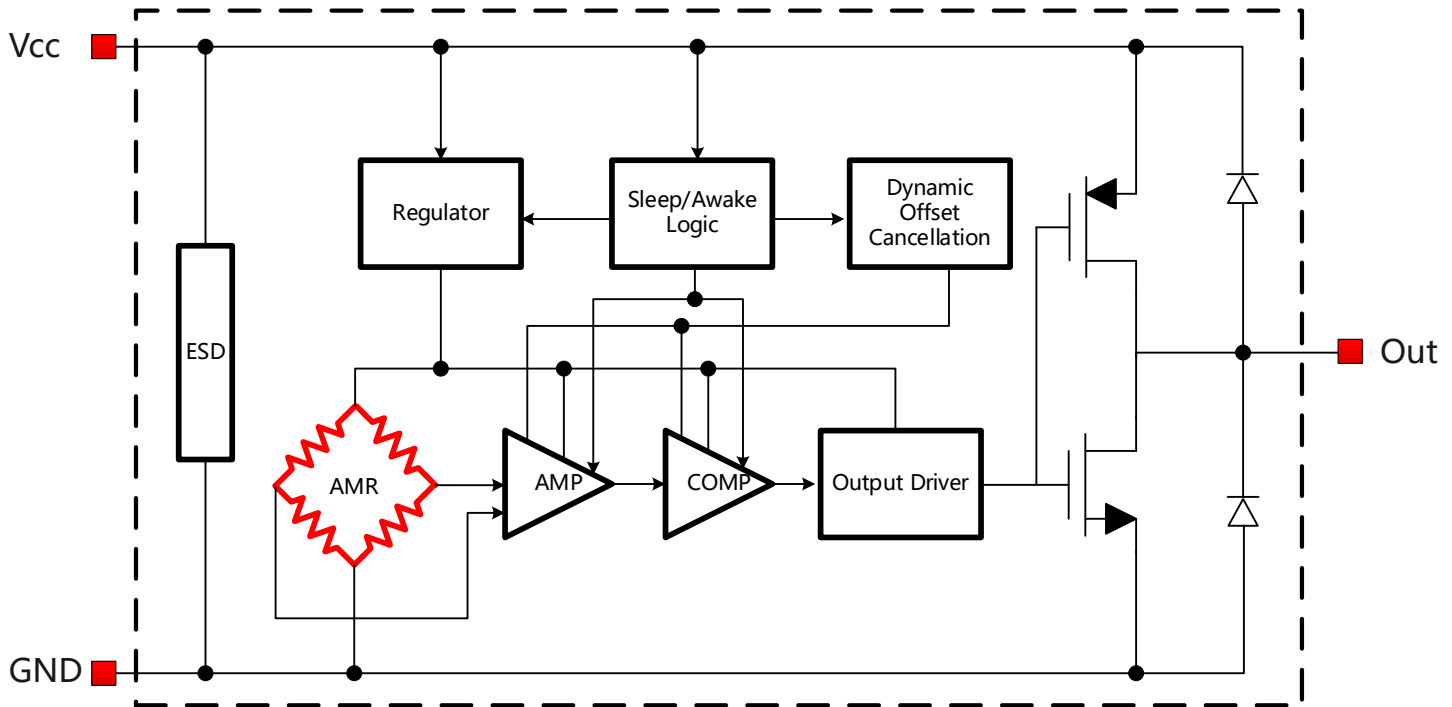 Vcc
Regulator
Sleep/Awake
Logic
Dynamic
Offset
Cancellation
ESD
Out
AMR
AMP
COMP
Output Driver
GND